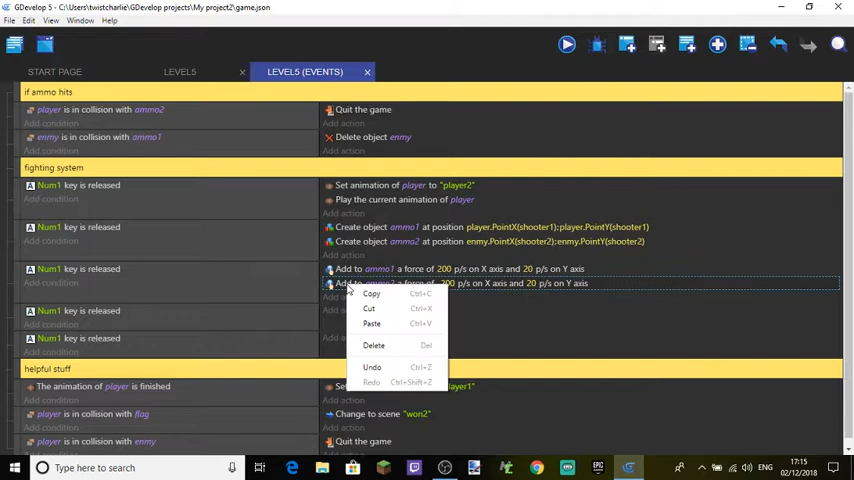 GDevelop 5 - C:\Users\twistcharlie\GDevelop projects\My project2\game.json
File Edit View Window Help
START PAGE LEVEL5 LEVEL5 (EVENTS)
if ammo hits
player is in collision with ammo2 Quit the game
Add condition Add action
enmy is in collision with ammo1 Delete object enmy
Add condition Add action
fighting system
Num1 key is released Set animation of player to "player2"
Add condition Play the current animation of player
Add action
Num1 key is released Create object ammo1 at position player.PointX(shooter1);player.PointY(shooter1)
Add condition Create object ammo2 at position enmy.PointX(shooter2);enmy.PointY(shooter2)
Add action
Num1 key is released Add to ammo1 a force of 200 p/s on X axis and 20 p/s on Y axis
Add condition Add to a force of 200 p/s on X axis and 20 p/s on Y axis
Copy Ctrl+C
Cut Ctrl+X
Paste Ctrl+V
Delete Del
Undo Ctrl+Z
Redo Ctrl+Shift+Z
Num1 key is released
Add condition
Num1 key is released
Add condition
helpful stuff
The animation of player is finished
Add condition
player is in collision with flag Change to scene "won2"
Add condition Add action
player is in collision with enmy Quit the game
Type here to search
ENG
17:15
02/12/2018